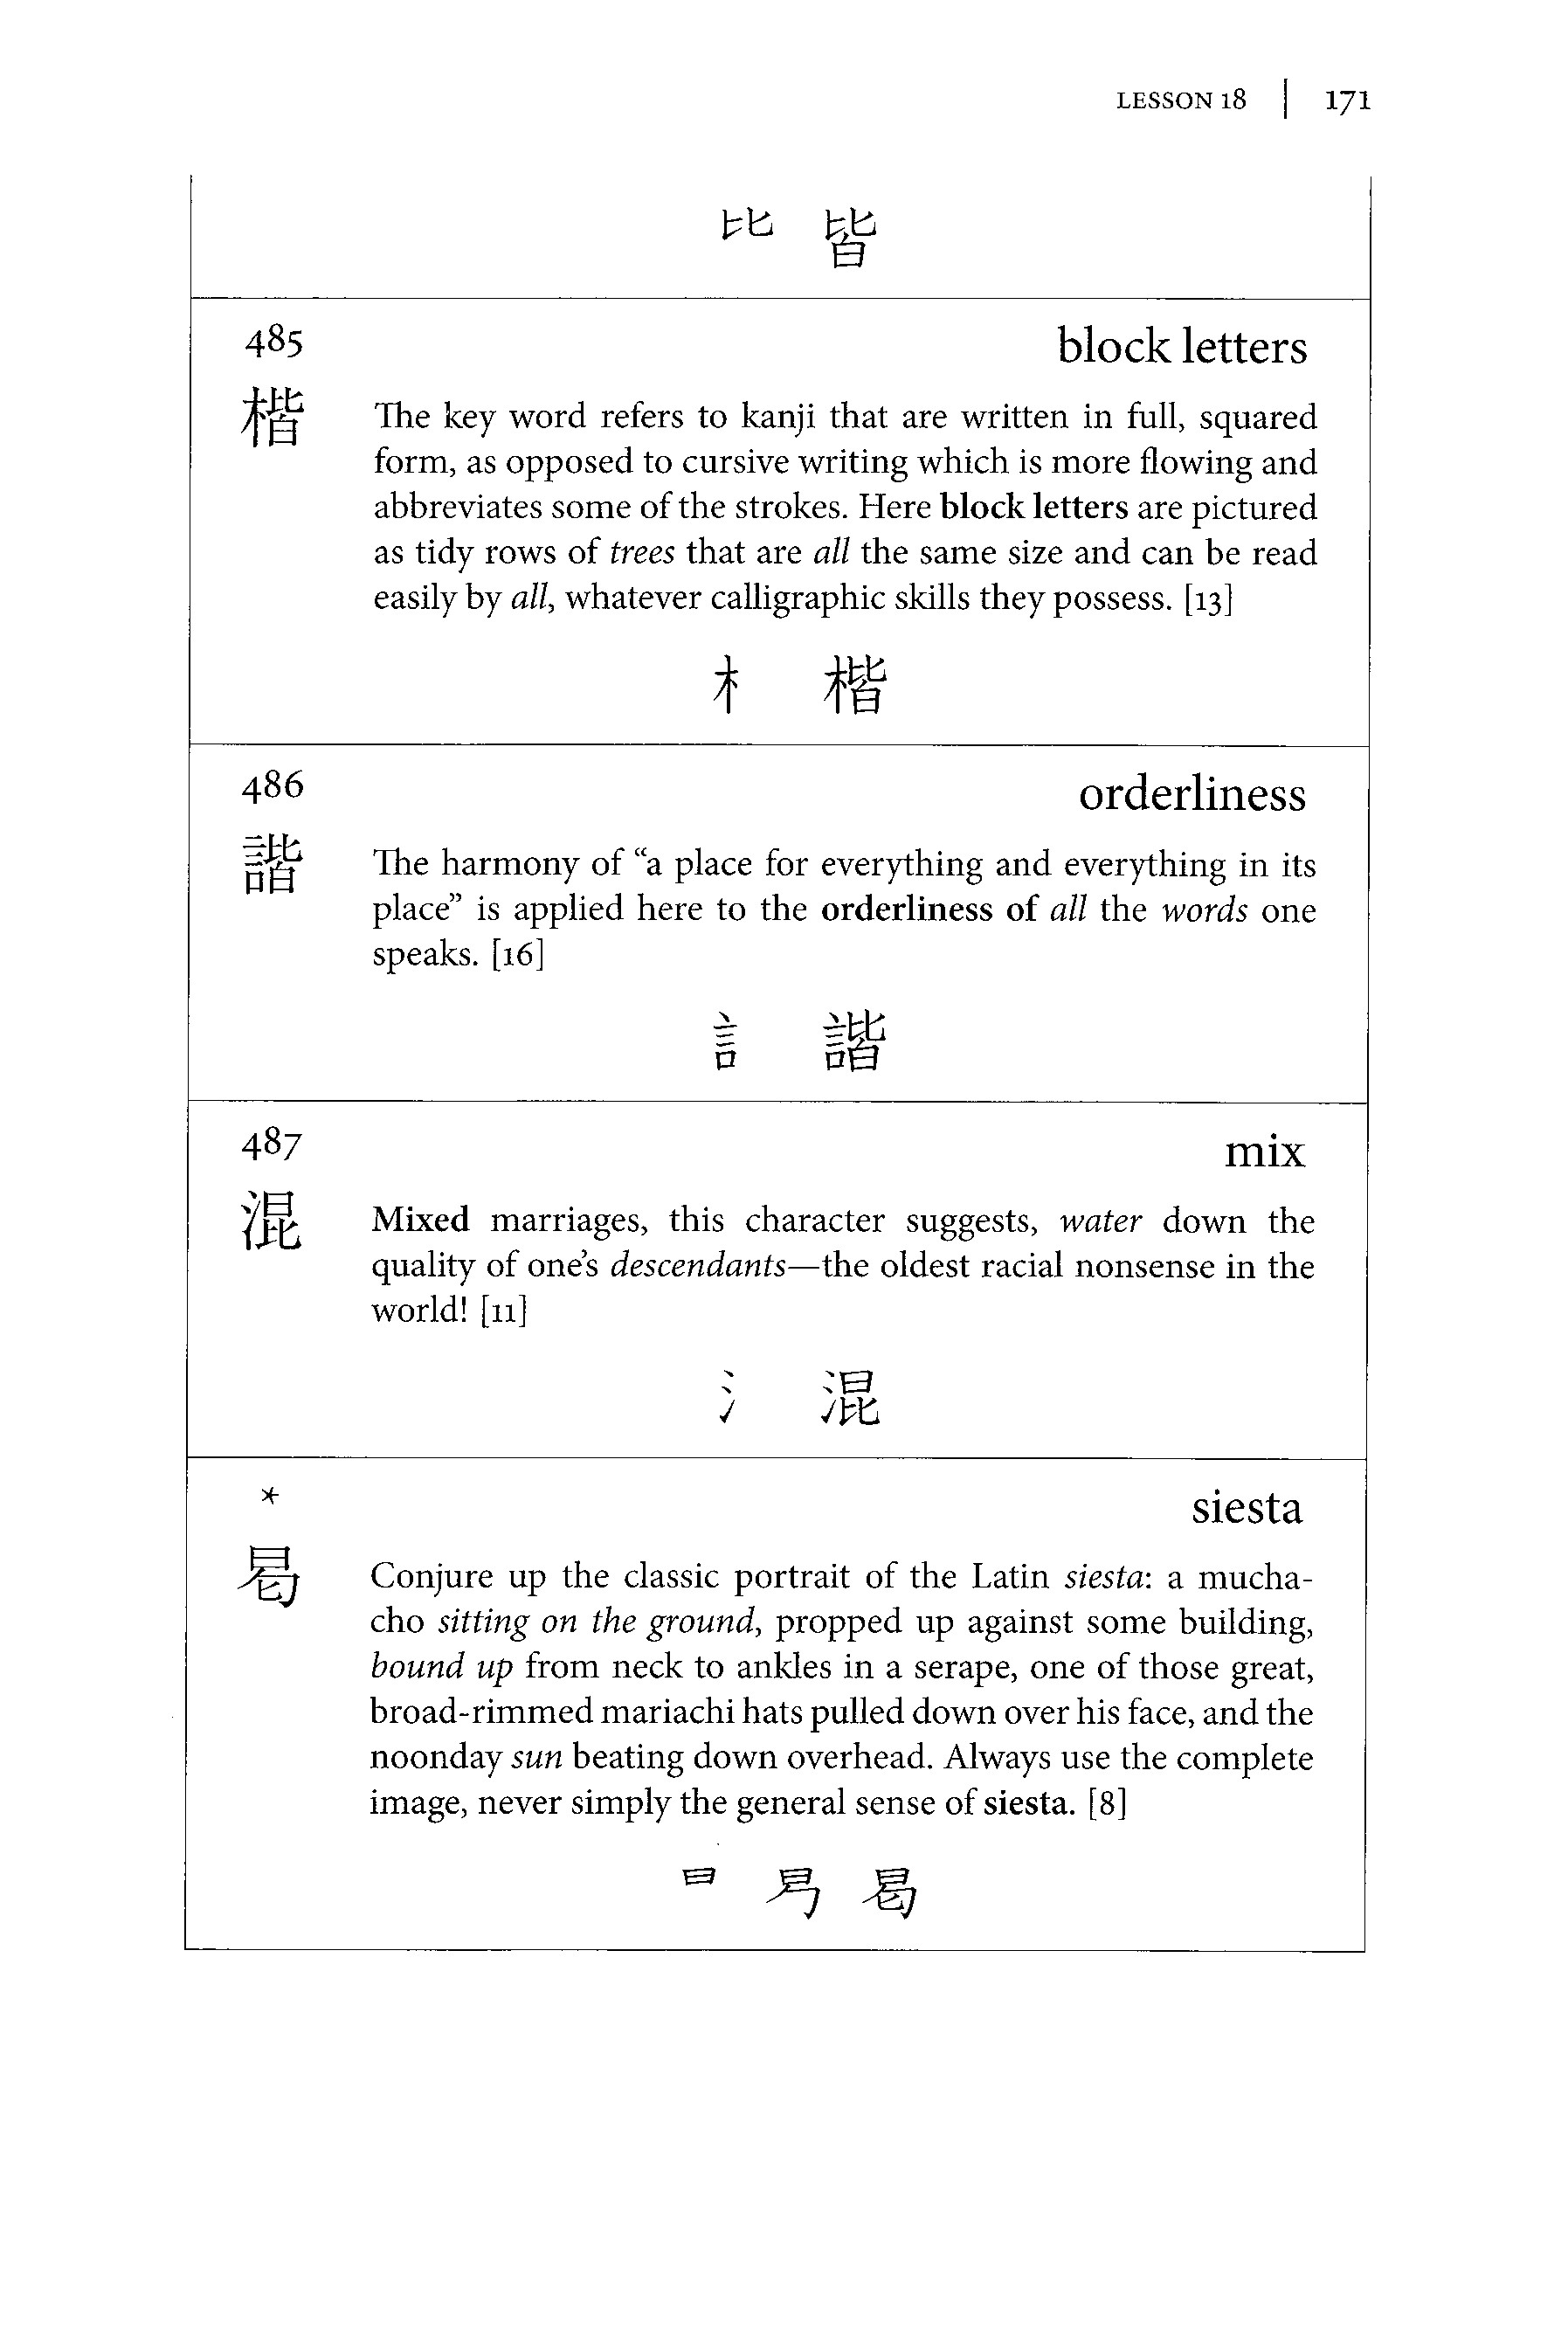 LESSON 18 | 171
比 皆
485 block letters
楷
The key word refers to kanji that are written in full, squared
form, as opposed to cursive writing which is more flowing and
abbreviates some of the strokes. Here block letters are pictured
as tidy rows of trees that are all the same size and can be read
easily by all, whatever calligraphic skills they possess. [13]
木 楷
486 orderliness
諧
The harmony of “a place for everything and everything in its
place” is applied here to the orderliness of all the words one
speaks. [16]
言 諧
487 mix
混
Mixed marriages, this character suggests, water down the
quality of one’s descendants—the oldest racial nonsense in the
world! [11]
氵 混
* siesta
曷
Conjure up the classic portrait of the Latin siesta: a mucha-
cho sitting on the ground, propped up against some building,
bound up from neck to ankles in a serape, one of those great,
broad-rimmed mariachi hats pulled down over his face, and the
noonday sun beating down overhead. Always use the complete
image, never simply the general sense of siesta. [8]
日 曷